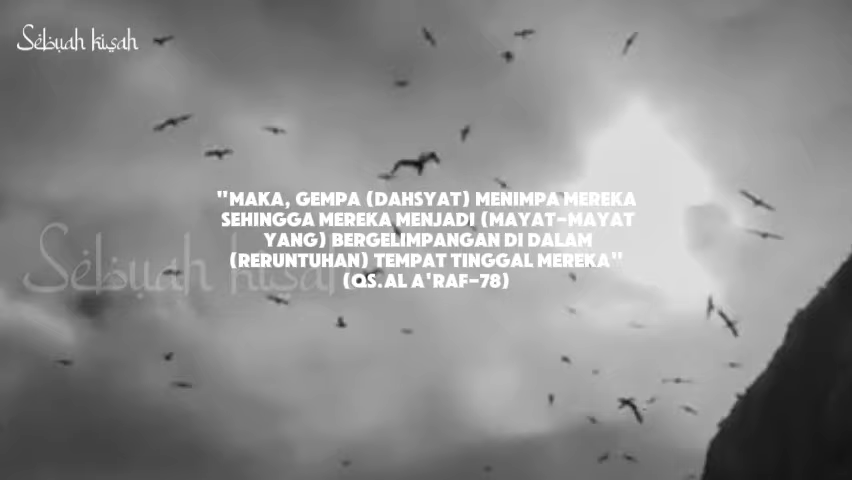 Sebuah kisah
"MAKA, GEMPA (DAHSYAT) MENIMPA MEREKA
SEHINGGA MEREKA MENJADI (MAYAT-MAYAT
YANG) BERGELIMPANGAN DI DALAM
(RERUNTUHAN) TEMPAT TINGGAL MEREKA"
(QS.AL A'RAF-78)
Sebuah kisah